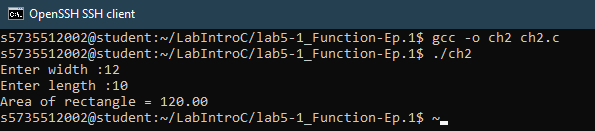 OpenSSH SSH client
s5735512002@student:~/LabIntroC/lab5-1_Function-Ep.1$ gcc -o ch2 ch2.c
s5735512002@student:~/LabIntroC/lab5-1_Function-Ep.1$ ./ch2
Enter width :12
Enter length :10
Area of rectangle = 120.00
s5735512002@student:~/LabIntroC/lab5-1_Function-Ep.1$ ~